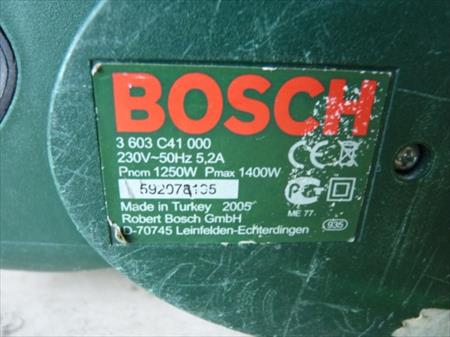 BOSCH
3 603 C41 000
230V~50Hz 5,2A
Pnom 1250W Pmax 1400W
Made in Turkey 2005
Robert Bosch GmbH
D-70745 Leinfelden-Echterdingen
CE
ME 77
935